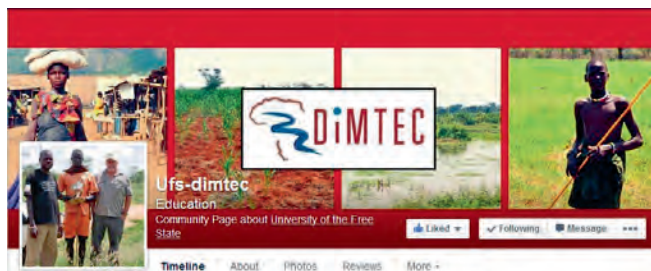 DiMTEC
Ufs-dimtec
Education
Community Page about University of the Free
State
Liked
Following
Message
Timeline About Photos Reviews More